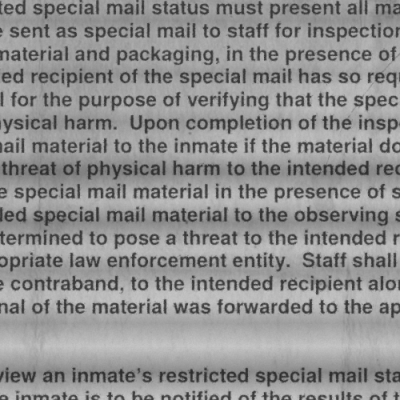 ted special mail status must present all ma
e sent as special mail to staff for inspection
material and packaging, in the presence of
ed recipient of the special mail has so requ
l for the purpose of verifying that the spec
ysical harm. Upon completion of the insp
ail material to the inmate if the material do
threat of physical harm to the intended rec
e special mail material in the presence of s
led special mail material to the observing s
termined to pose a threat to the intended r
opriate law enforcement entity. Staff shall
e contraband, to the intended recipient alon
nal of the material was forwarded to the ap
view an inmate's restricted special mail sta
e inmate is to be notified of the results of t